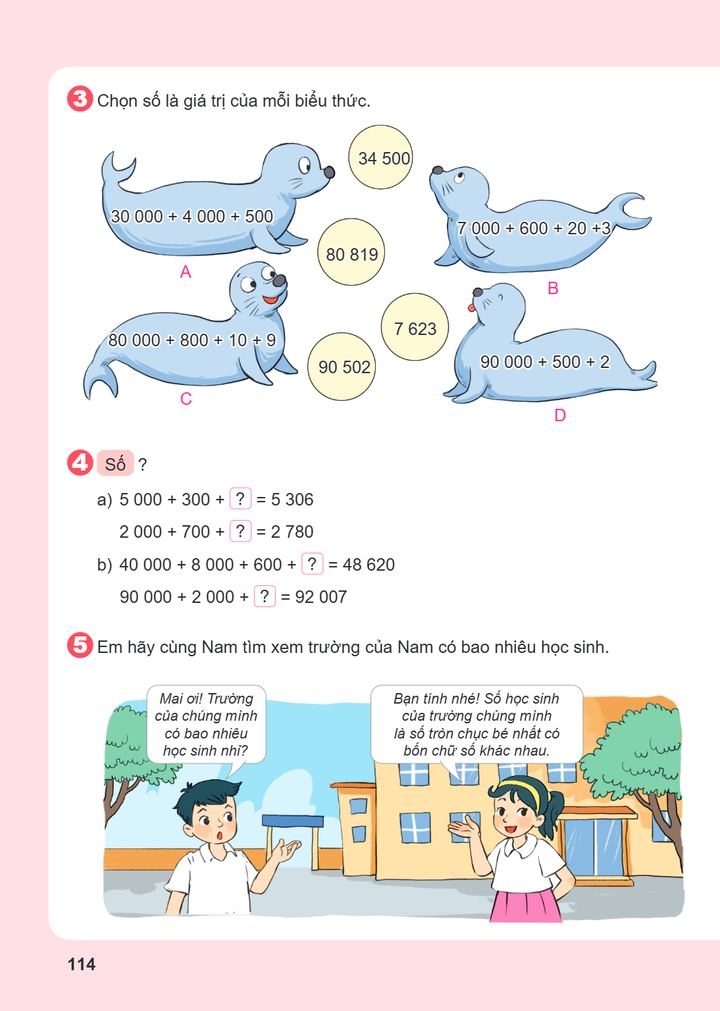 3 Chọn số là giá trị của mỗi biểu thức.
34 500
30 000 + 4 000 + 500
A
7 000 + 600 + 20 +3
B
80 819
80 000 + 800 + 10 + 9
C
7 623
90 502
90 000 + 500 + 2
D
4 Số ?
a) 5 000 + 300 + ? = 5 306
2 000 + 700 + ? = 2 780
b) 40 000 + 8 000 + 600 + ? = 48 620
90 000 + 2 000 + ? = 92 007
5 Em hãy cùng Nam tìm xem trường của Nam có bao nhiêu học sinh.
Mai ơi! Trường
của chúng mình
có bao nhiêu
học sinh nhỉ?
Bạn tính nhé! Số học sinh
của trường chúng mình
là số tròn chục bé nhất có
bốn chữ số khác nhau.
114